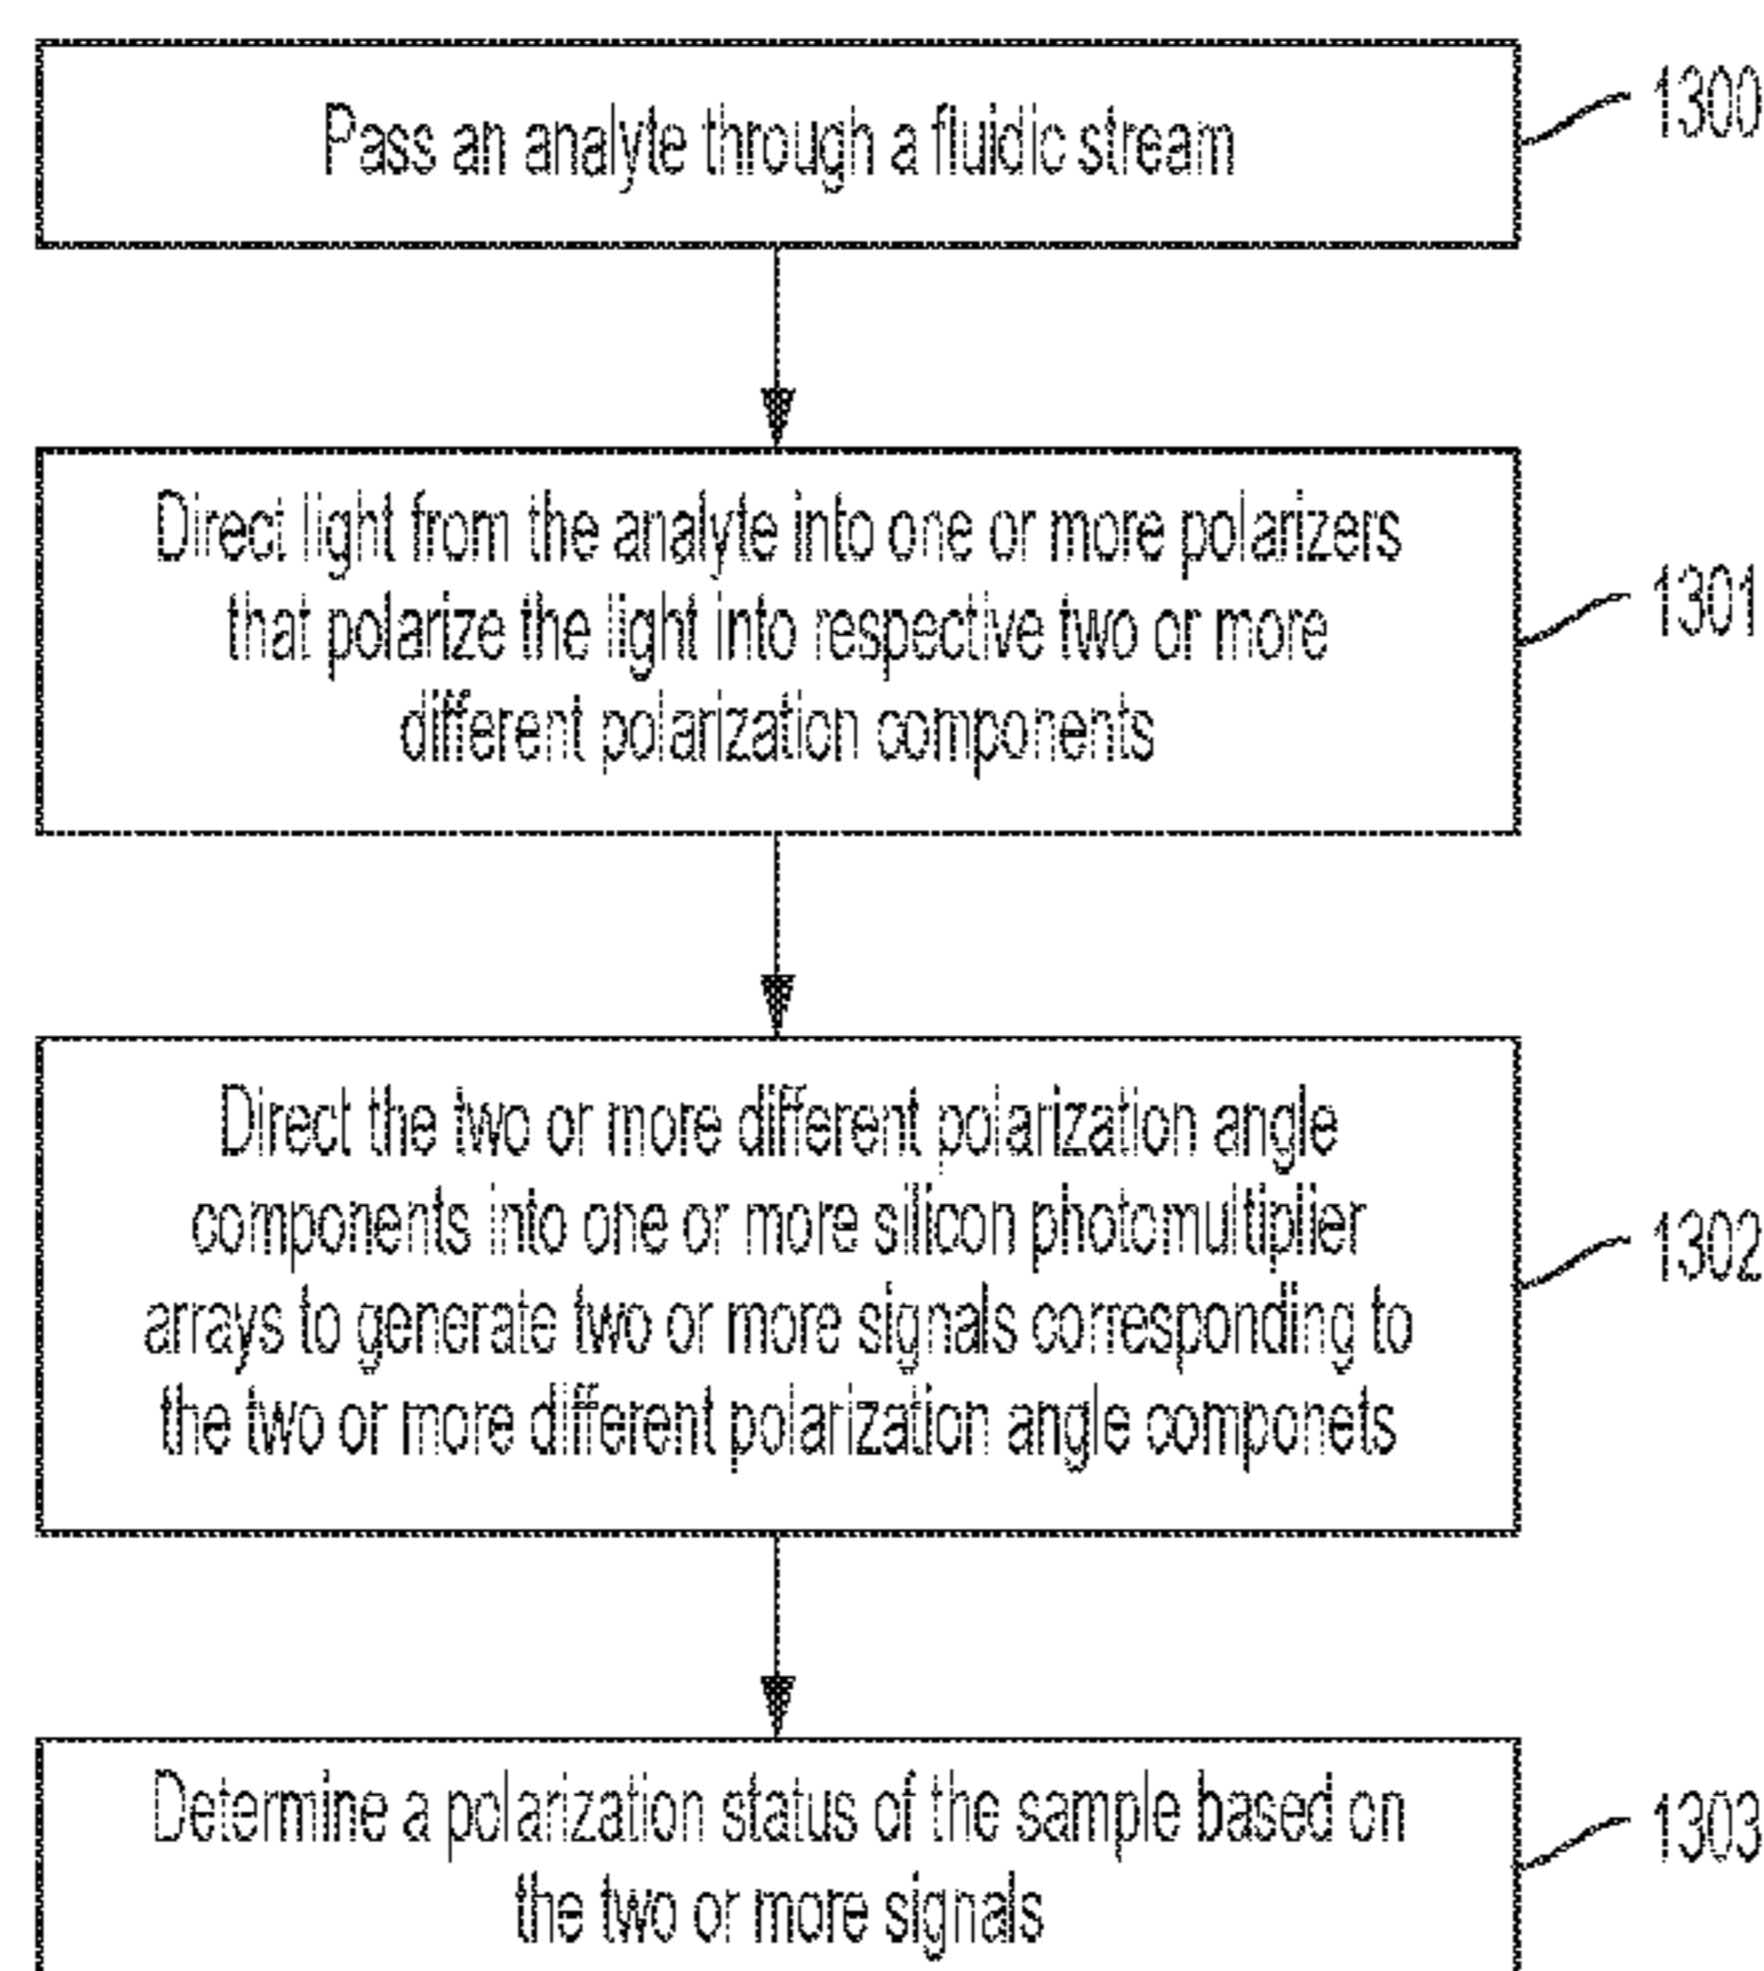 Pass an analyte through a fluidic stream
1300
Direct light from the analyte into one or more polarizers
that polarize the light into respective two or more
different polarization components
1301
Direct the two or more different polarization angle
components into one or more silicon photomultiplier
arrays to generate two or more signals corresponding to
the two or more different polarization angle componets
1302
Determine a polarization status of the sample based on
the two or more signals
1303